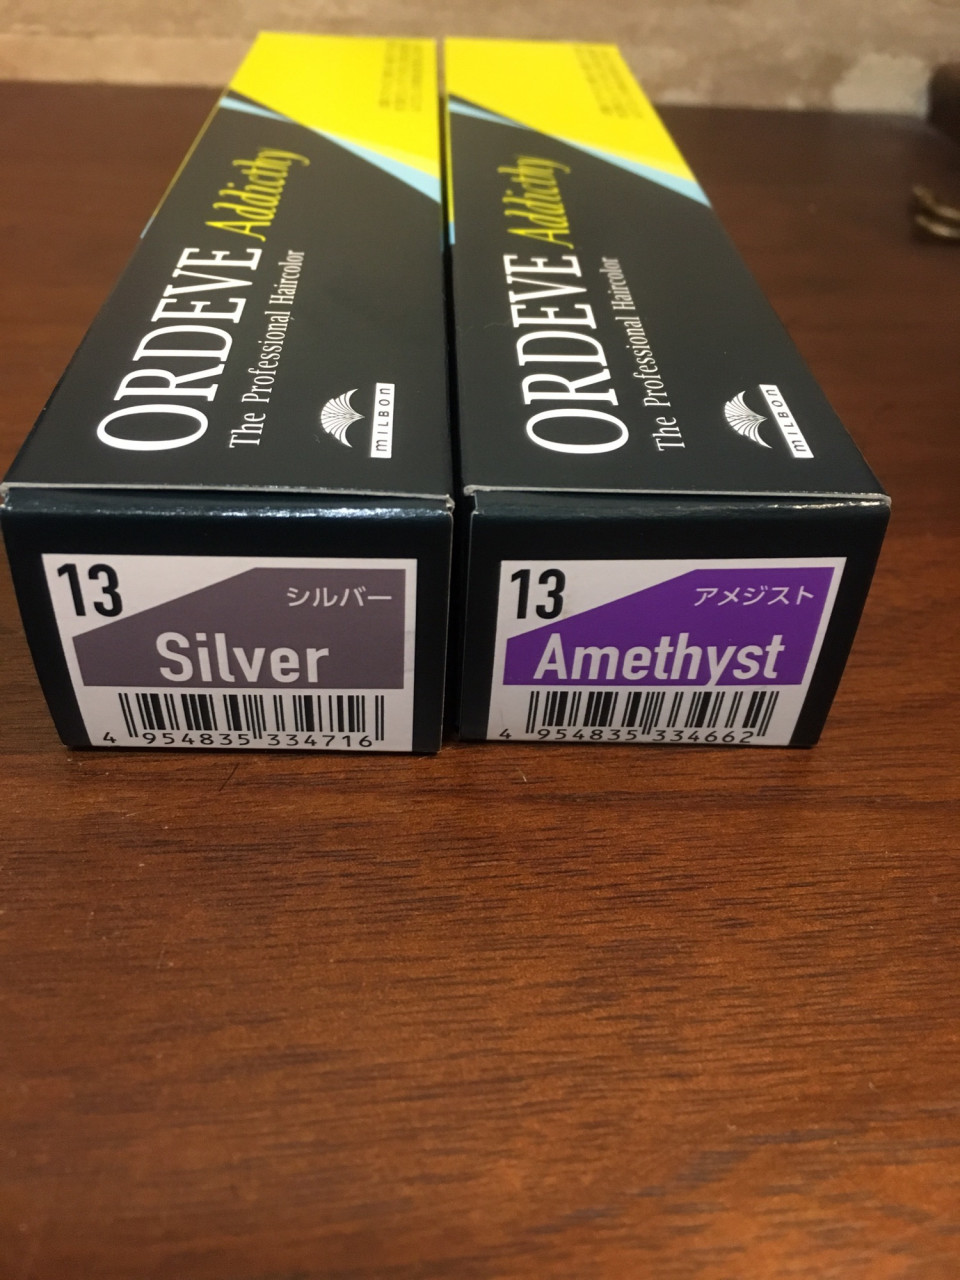 ORDEVE Addicthy
The Professional Haircolor
MILBON
13
シルバー
Silver
4 954835 334716
ORDEVE Addicthy
The Professional Haircolor
MILBON
13
アメジスト
Amethyst
4 954835 334662